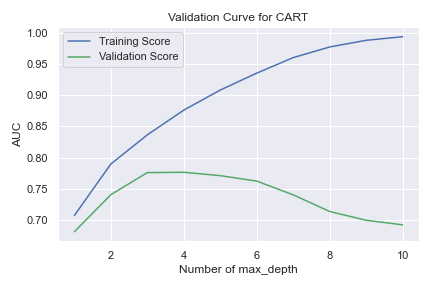 Validation Curve for CART
Training Score
Validation Score
1.00
0.95
0.90
0.85
0.80
0.75
0.70
AUC
2 4 6 8 10
Number of max_depth